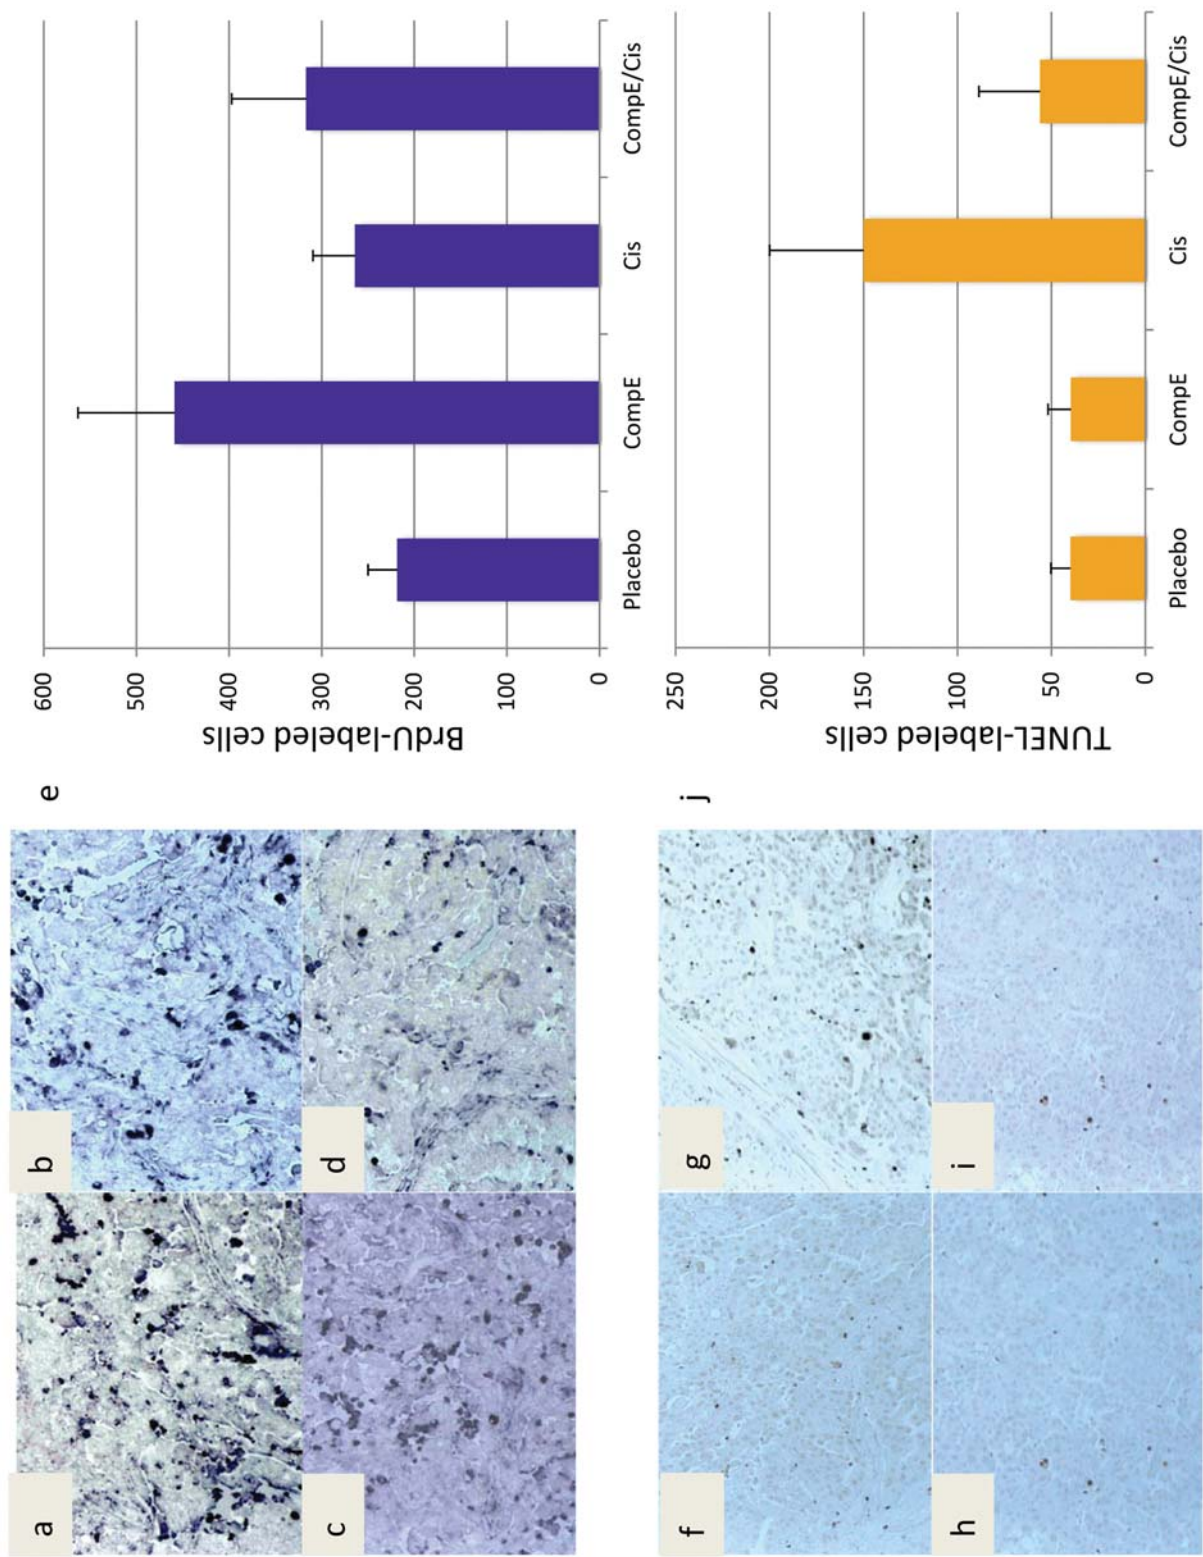 a
b
c
d
e
600
500
400
300
200
100
0
BrdU-labeled cells
Placebo
CompE
Cis
CompE/Cis
f
g
h
i
j
250
200
150
100
50
0
TUNEL-labeled cells
Placebo
CompE
Cis
CompE/Cis